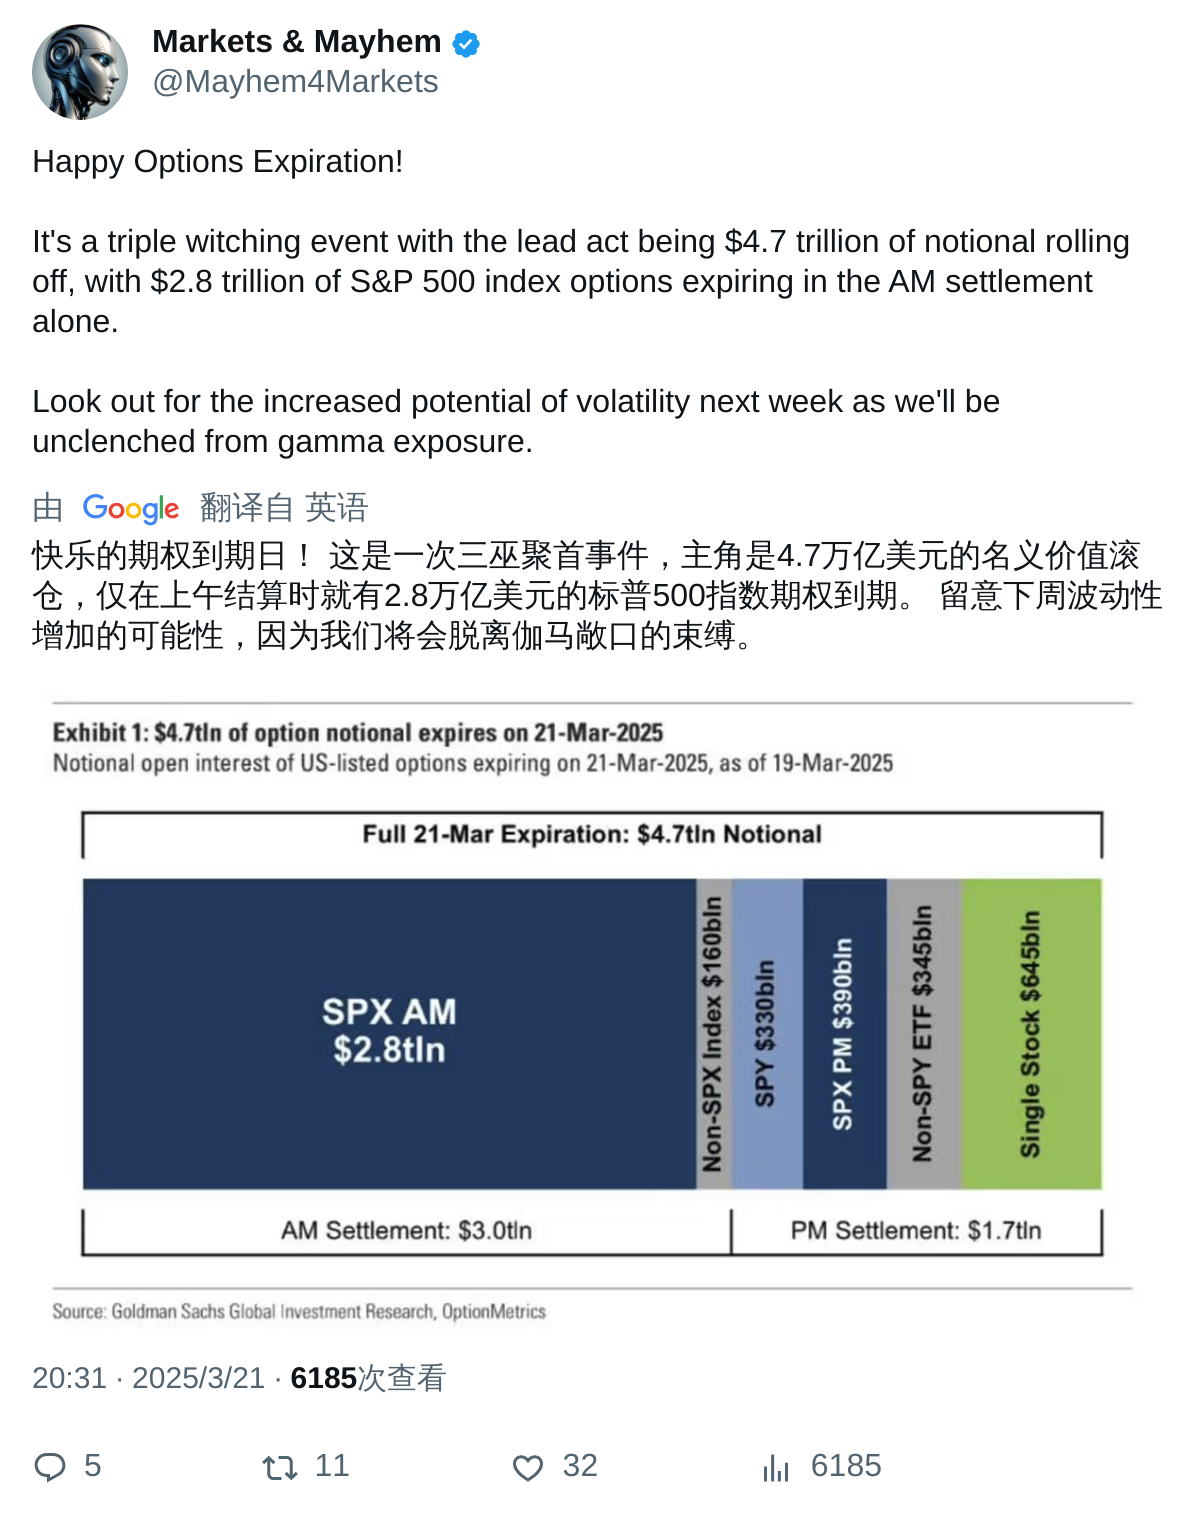 Markets & Mayhem
@Mayhem4Markets
Happy Options Expiration!
It's a triple witching event with the lead act being $4.7 trillion of notional rolling
off, with $2.8 trillion of S&P 500 index options expiring in the AM settlement
alone.
Look out for the increased potential of volatility next week as we'll be
unclenched from gamma exposure.
由 Google 翻译自 英语
快乐的期权到期日！ 这是一次三巫聚首事件，主角是4.7万亿美元的名义价值滚
仓，仅在上午结算时就有2.8万亿美元的标普500指数期权到期。 留意下周波动性
增加的可能性，因为我们将会脱离伽马敞口的束缚。
Exhibit 1: $4.7tln of option notional expires on 21-Mar-2025
Notional open interest of US-listed options expiring on 21-Mar-2025, as of 19-Mar-2025
Full 21-Mar Expiration: $4.7tln Notional
SPX AM
$2.8tln
Non-SPX Index $160bln
SPY $330bln
SPX PM $390bln
Non-SPY ETF $345bln
Single Stock $645bln
AM Settlement: $3.0tln
PM Settlement: $1.7tln
Source: Goldman Sachs Global Investment Research, OptionMetrics
20:31 · 2025/3/21 · 6185次查看
5
11
32
6185